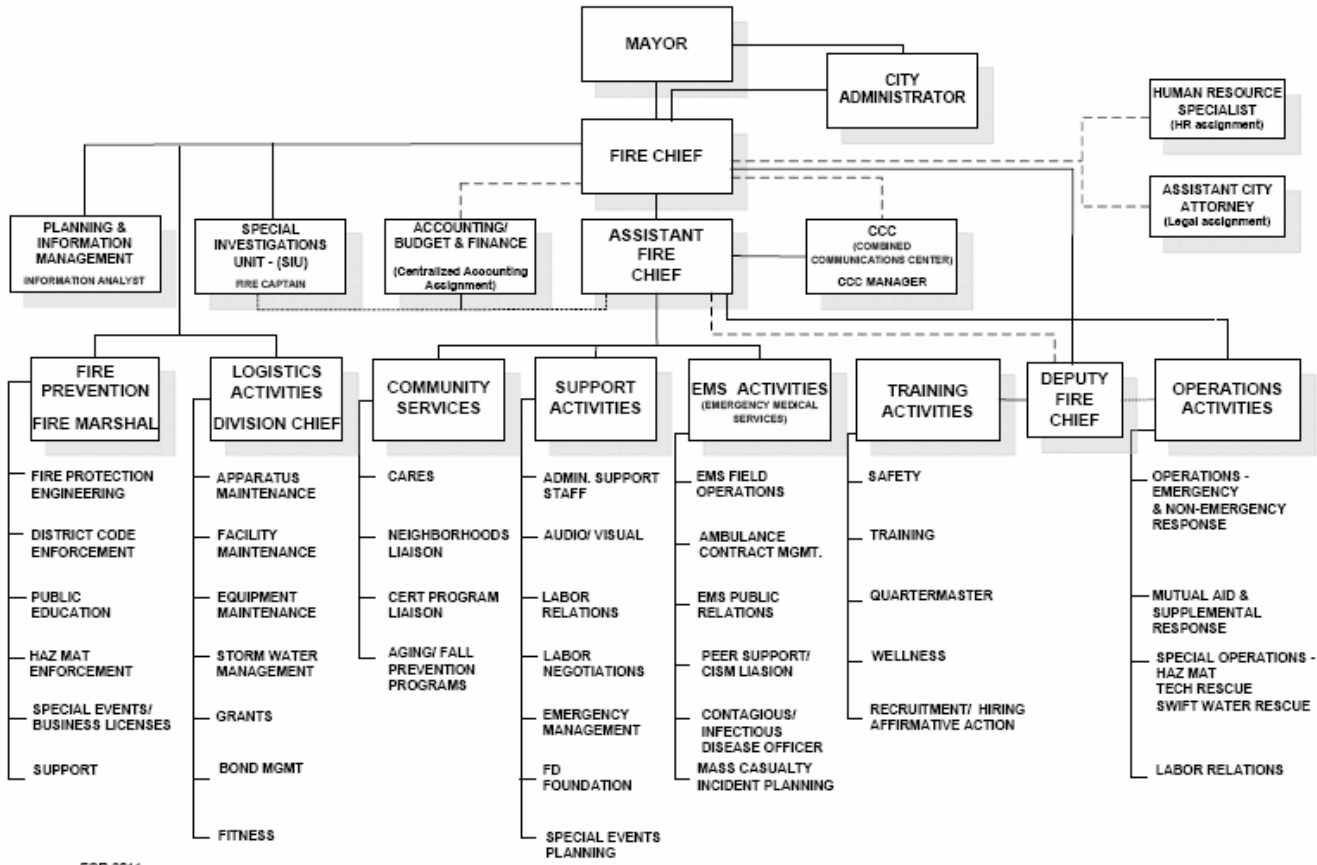 MAYOR
CITY
ADMINISTRATOR
HUMAN RESOURCE
SPECIALIST
(HR assignment)
FIRE CHIEF
ASSISTANT CITY
ATTORNEY
(Legal assignment)
PLANNING &
INFORMATION
MANAGEMENT
INFORMATION ANALYST
SPECIAL
INVESTIGATIONS
UNIT - (SIU)
FIRE CAPTAIN
ACCOUNTING/
BUDGET & FINANCE
(Centralized Accounting
Assignment)
ASSISTANT
FIRE
CHIEF
CCC
(COMBINED
COMMUNICATIONS CENTER)
CCC MANAGER
FIRE
PREVENTION
FIRE MARSHAL
LOGISTICS
ACTIVITIES
DIVISION CHIEF
COMMUNITY
SERVICES
SUPPORT
ACTIVITIES
EMS ACTIVITIES
(EMERGENCY MEDICAL
SERVICES)
TRAINING
ACTIVITIES
DEPUTY
FIRE
CHIEF
OPERATIONS
ACTIVITIES
FIRE PROTECTION
ENGINEERING
DISTRICT CODE
ENFORCEMENT
PUBLIC
EDUCATION
HAZ MAT
ENFORCEMENT
SPECIAL EVENTS/
BUSINESS LICENSES
SUPPORT
APPARATUS
MAINTENANCE
FACILITY
MAINTENANCE
EQUIPMENT
MAINTENANCE
STORM WATER
MANAGEMENT
GRANTS
BOND MGMT
FITNESS
CARES
NEIGHBORHOODS
LIAISON
CERT PROGRAM
LIAISON
AGING/ FALL
PREVENTION
PROGRAMS
ADMIN. SUPPORT
STAFF
AUDIO/ VISUAL
LABOR
RELATIONS
LABOR
NEGOTIATIONS
EMERGENCY
MANAGEMENT
FD
FOUNDATION
SPECIAL EVENTS
PLANNING
EMS FIELD
OPERATIONS
AMBULANCE
CONTRACT MGMT.
EMS PUBLIC
RELATIONS
PEER SUPPORT/
CISM LIASION
CONTAGIOUS/
INFECTIOUS
DISEASE OFFICER
MASS CASUALTY
INCIDENT PLANNING
SAFETY
TRAINING
QUARTERMASTER
WELLNESS
RECRUITMENT/ HIRING
AFFIRMATIVE ACTION
OPERATIONS -
EMERGENCY
& NON-EMERGENCY
RESPONSE
MUTUAL AID &
SUPPLEMENTAL
RESPONSE
SPECIAL OPERATIONS -
HAZ MAT
TECH RESCUE
SWIFT WATER RESCUE
LABOR RELATIONS